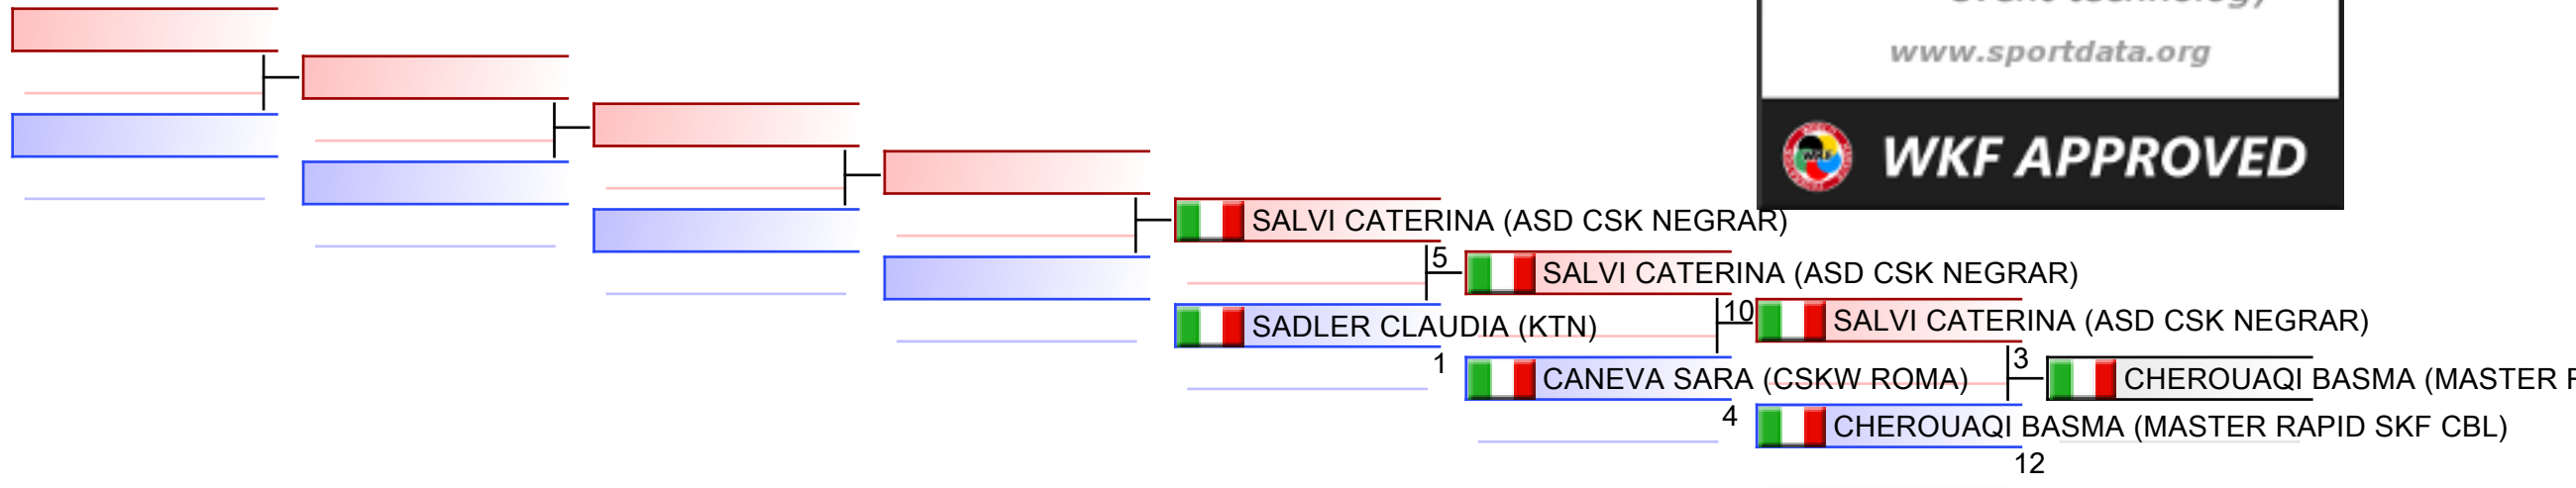 www.sportdata.org
WKF APPROVED
SALVI CATERINA (ASD CSK NEGRAR)
5
SALVI CATERINA (ASD CSK NEGRAR)
10
SALVI CATERINA (ASD CSK NEGRAR)
SADLER CLAUDIA (KTN)
1
3
CANEVA SARA (CSKW ROMA)
CHEROUAQI BASMA (MASTER
4
CHEROUAQI BASMA (MASTER RAPID SKF CBL)
12